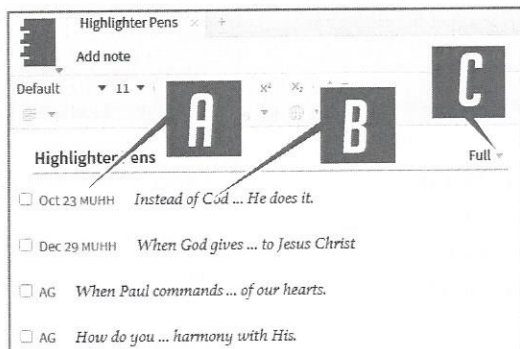 Highlighter Pens × +
Add note
Default ▾ 11 ▾ x² x₂
A B C
Highlighter Pens Full
Oct 23 MUHH Instead of God ... He does it.
Dec 29 MUHH When God gives ... to Jesus Christ
AG When Paul commands ... of our hearts.
AG How do you ... harmony with His.